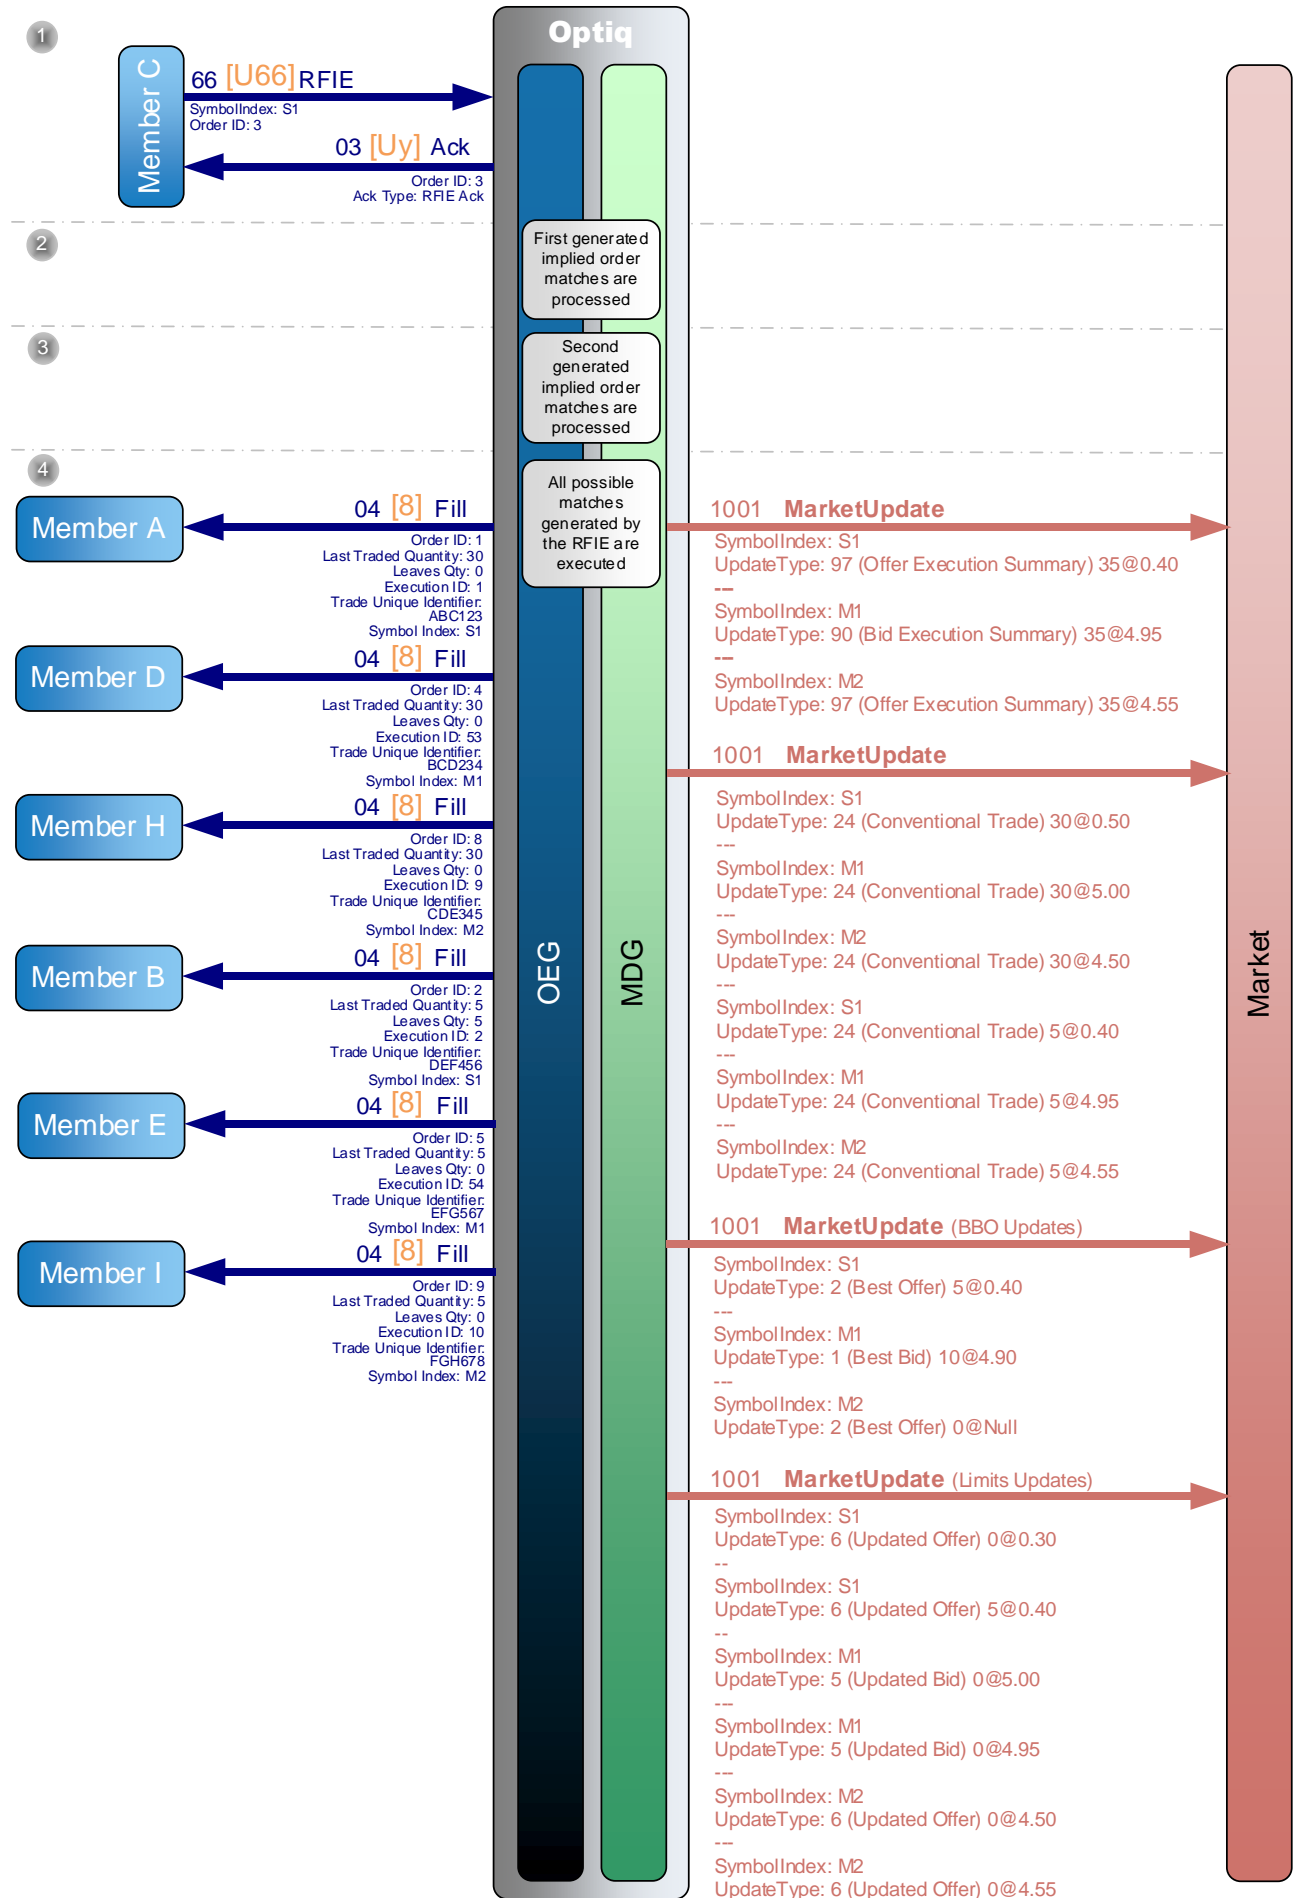 1
Optiq
Member C
66 [U66] RFIE
SymbolIndex: S1
Order ID: 3
03 [Uy] Ack
Order ID: 3
Ack Type: RFIE Ack
2
First generated
implied order
matches are
processed
3
Second
generated
implied order
matches are
processed
4
All possible
matches
generated by
the RFIE are
executed
OEG
MDG
Market
Member A
04 [8] Fill
Order ID: 1
Last Traded Quantity: 30
Leaves Qty: 0
Execution ID: 1
Trade Unique Identifier:
ABC123
Symbol Index: S1
Member D
04 [8] Fill
Order ID: 4
Last Traded Quantity: 30
Leaves Qty: 0
Execution ID: 53
Trade Unique Identifier:
BCD234
Symbol Index: M1
Member H
04 [8] Fill
Order ID: 8
Last Traded Quantity: 30
Leaves Qty: 0
Execution ID: 9
Trade Unique Identifier:
CDE345
Symbol Index: M2
Member B
04 [8] Fill
Order ID: 2
Last Traded Quantity: 5
Leaves Qty: 5
Execution ID: 2
Trade Unique Identifier:
DEF456
Symbol Index: S1
Member E
04 [8] Fill
Order ID: 5
Last Traded Quantity: 5
Leaves Qty: 0
Execution ID: 54
Trade Unique Identifier:
EFG567
Symbol Index: M1
Member I
04 [8] Fill
Order ID: 9
Last Traded Quantity: 5
Leaves Qty: 0
Execution ID: 10
Trade Unique Identifier:
FGH678
Symbol Index: M2
1001 MarketUpdate
SymbolIndex: S1
UpdateType: 97 (Offer Execution Summary) 35@0.40
---
SymbolIndex: M1
UpdateType: 90 (Bid Execution Summary) 35@4.95
---
SymbolIndex: M2
UpdateType: 97 (Offer Execution Summary) 35@4.55
1001 MarketUpdate
SymbolIndex: S1
UpdateType: 24 (Conventional Trade) 30@0.50
---
SymbolIndex: M1
UpdateType: 24 (Conventional Trade) 30@5.00
---
SymbolIndex: M2
UpdateType: 24 (Conventional Trade) 30@4.50
---
SymbolIndex: S1
UpdateType: 24 (Conventional Trade) 5@0.40
---
SymbolIndex: M1
UpdateType: 24 (Conventional Trade) 5@4.95
---
SymbolIndex: M2
UpdateType: 24 (Conventional Trade) 5@4.55
1001 MarketUpdate (BBO Updates)
SymbolIndex: S1
UpdateType: 2 (Best Offer) 5@0.40
---
SymbolIndex: M1
UpdateType: 1 (Best Bid) 10@4.90
---
SymbolIndex: M2
UpdateType: 2 (Best Offer) 0@Null
1001 MarketUpdate (Limits Updates)
SymbolIndex: S1
UpdateType: 6 (Updated Offer) 0@0.30
--
SymbolIndex: S1
UpdateType: 6 (Updated Offer) 5@0.40
--
SymbolIndex: M1
UpdateType: 5 (Updated Bid) 0@5.00
---
SymbolIndex: M1
UpdateType: 5 (Updated Bid) 0@4.95
---
SymbolIndex: M2
UpdateType: 6 (Updated Offer) 0@4.50
---
SymbolIndex: M2
UpdateType: 6 (Updated Offer) 0@4.55